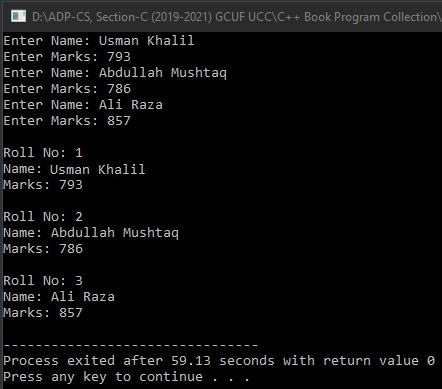 D:\ADP-CS, Section-C (2019-2021) GCUF UCC\C++ Book Program Collection\
Enter Name: Usman Khalil
Enter Marks: 793
Enter Name: Abdullah Mushtaq
Enter Marks: 786
Enter Name: Ali Raza
Enter Marks: 857
Roll No: 1
Name: Usman Khalil
Marks: 793
Roll No: 2
Name: Abdullah Mushtaq
Marks: 786
Roll No: 3
Name: Ali Raza
Marks: 857
--------------------------------
Process exited after 59.13 seconds with return value 0
Press any key to continue . . .